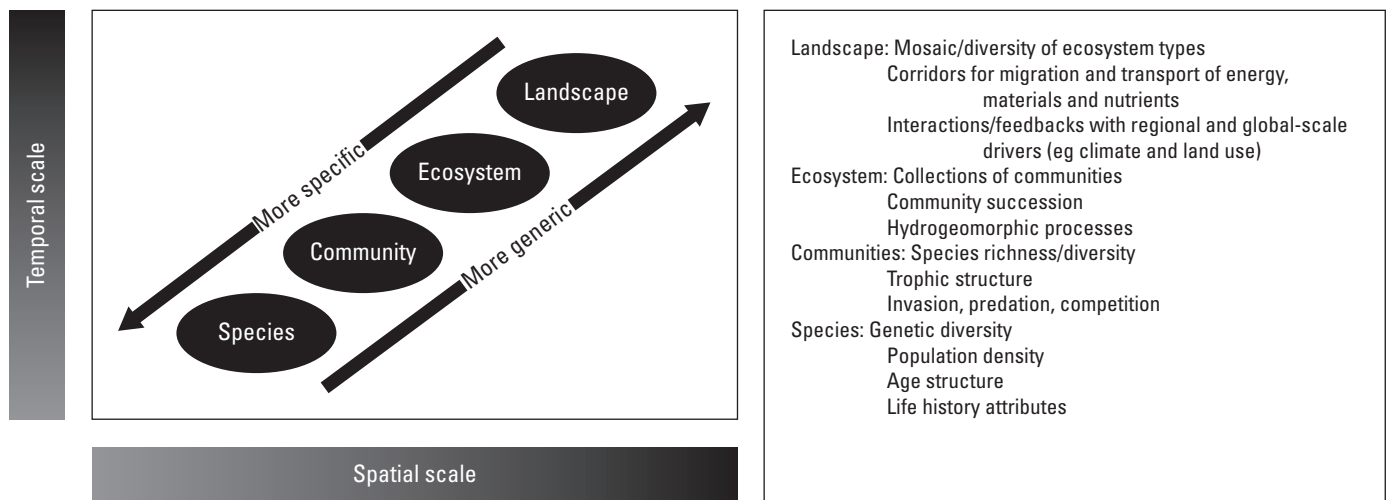 Temporal scale
Landscape
Ecosystem
Community
Species
More specific
More generic
Spatial scale
Landscape: Mosaic/diversity of ecosystem types
Corridors for migration and transport of energy,
materials and nutrients
Interactions/feedbacks with regional and global-scale
drivers (eg climate and land use)
Ecosystem: Collections of communities
Community succession
Hydrogeomorphic processes
Communities: Species richness/diversity
Trophic structure
Invasion, predation, competition
Species: Genetic diversity
Population density
Age structure
Life history attributes